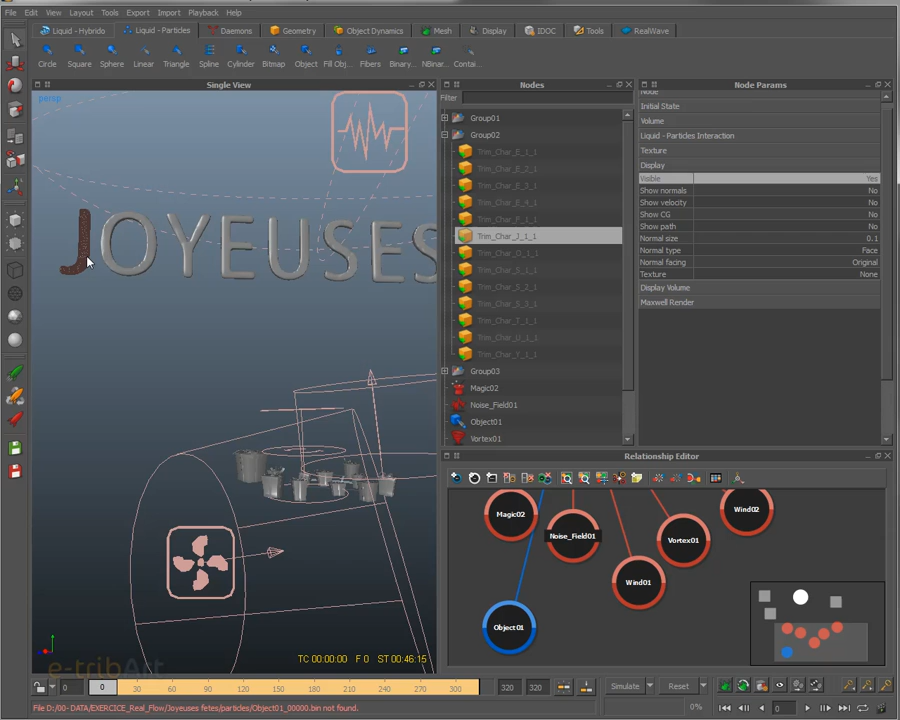 File Edit View Layout Tools Export Import Playback Help
Liquid - Hybrido Liquid - Particles Daemons Geometry Object Dynamics Mesh Display IDOC Tools RealWave
Circle Square Sphere Linear Triangle Spline Cylinder Bitmap Object Fill Obj... Fibers Binary... NBinar... Contai...
Single View Nodes Node Params
persp
Filter
Group01
Group02
Trim_Char_E_1_1
Trim_Char_E_2_1
Trim_Char_E_3_1
Trim_Char_E_4_1
Trim_Char_F_1_1
Trim_Char_J_1_1
Trim_Char_O_1_1
Trim_Char_S_1_1
Trim_Char_S_2_1
Trim_Char_S_3_1
Trim_Char_T_1_1
Trim_Char_U_1_1
Trim_Char_Y_1_1
Group03
Magic02
Noise_Field01
Object01
Vortex01
Node
Initial State
Volume
Liquid - Particles Interaction
Texture
Display
Visible Yes
Show normals No
Show velocity No
Show CG No
Show path No
Normal size 0.1
Normal type Face
Normal facing Original
Texture None
Display Volume
Maxwell Render
JOYEUSES
Relationship Editor
Magic02
Noise_Field01
Wind01
Vortex01
Wind02
Object01
e-tribArt
TC 00:00:00 F 0 ST 00:46:15
0 0 30 60 90 120 150 180 210 240 270 300 320 320 Simulate Reset
File D:/00- DATA/EXERCICE_Real_Flow/Joyeuses fetes/particles/Object01_00000.bin not found. 0% 0